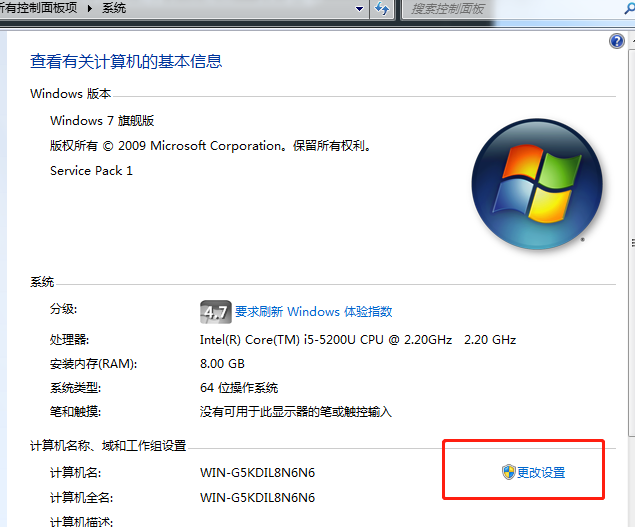 所有控制面板项 ▸ 系统
搜索控制面板
查看有关计算机的基本信息
Windows 版本
Windows 7 旗舰版
版权所有 © 2009 Microsoft Corporation。保留所有权利。
Service Pack 1
系统
分级: 4.7 要求刷新 Windows 体验指数
处理器: Intel(R) Core(TM) i5-5200U CPU @ 2.20GHz 2.20 GHz
安装内存(RAM): 8.00 GB
系统类型: 64 位操作系统
笔和触摸: 没有可用于此显示器的笔或触控输入
计算机名称、域和工作组设置
计算机名: WIN-G5KDIL8N6N6 更改设置
计算机全名: WIN-G5KDIL8N6N6
计算机描述: